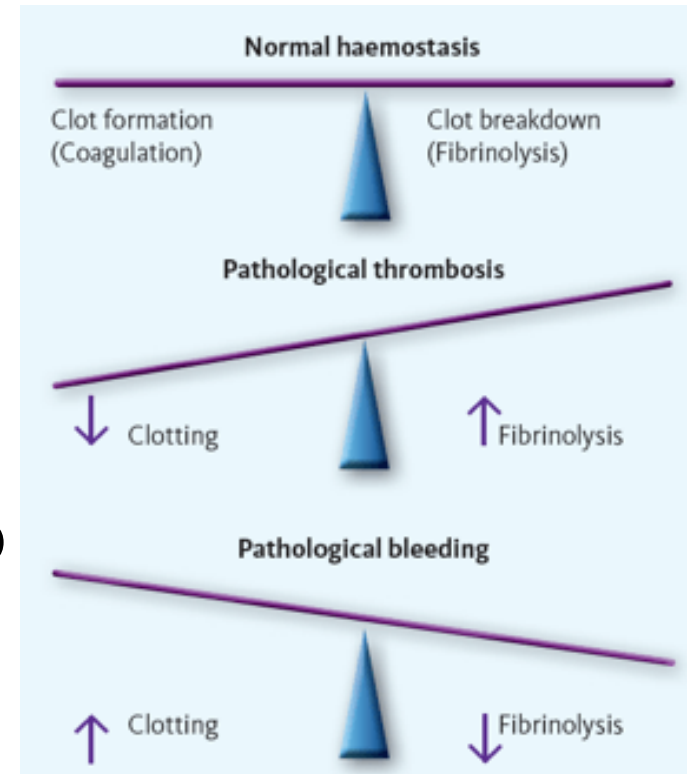 Normal haemostasis
Clot formation
(Coagulation)
Clot breakdown
(Fibrinolysis)
Pathological thrombosis
↓ Clotting
↑ Fibrinolysis
)
Pathological bleeding
↑ Clotting
↓ Fibrinolysis